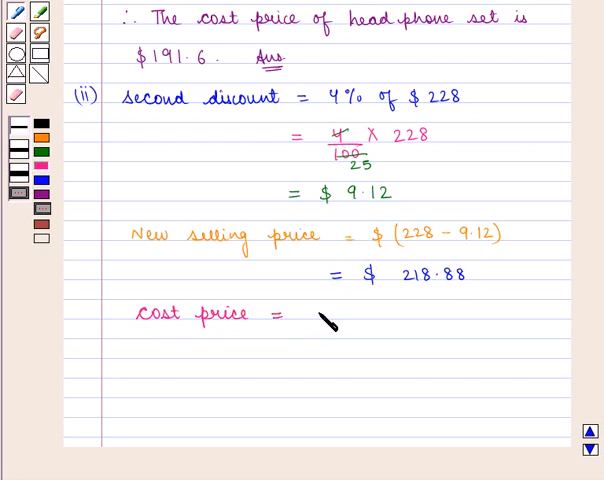 ∴ The cost price of head phone set is
$191.6. Ans
(ii) second discount = 4% of $228
= 4/100 × 228
25
= $ 9.12
New selling price = $ (228 - 9.12)
= $ 218.88
cost price =